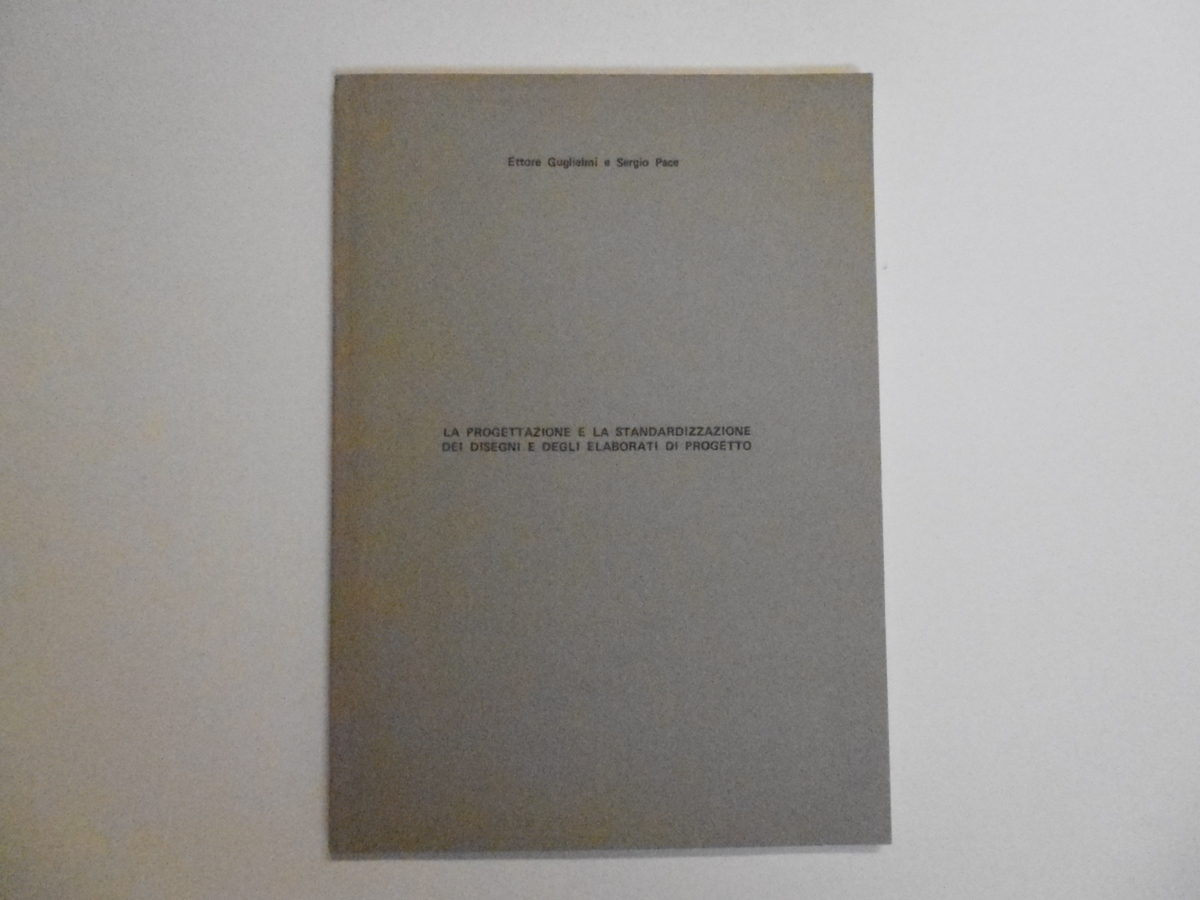 Ettore Guglielmi e Sergio Pace
LA PROGETTAZIONE E LA STANDARDIZZAZIONE
DEI DISEGNI E DEGLI ELABORATI DI PROGETTO